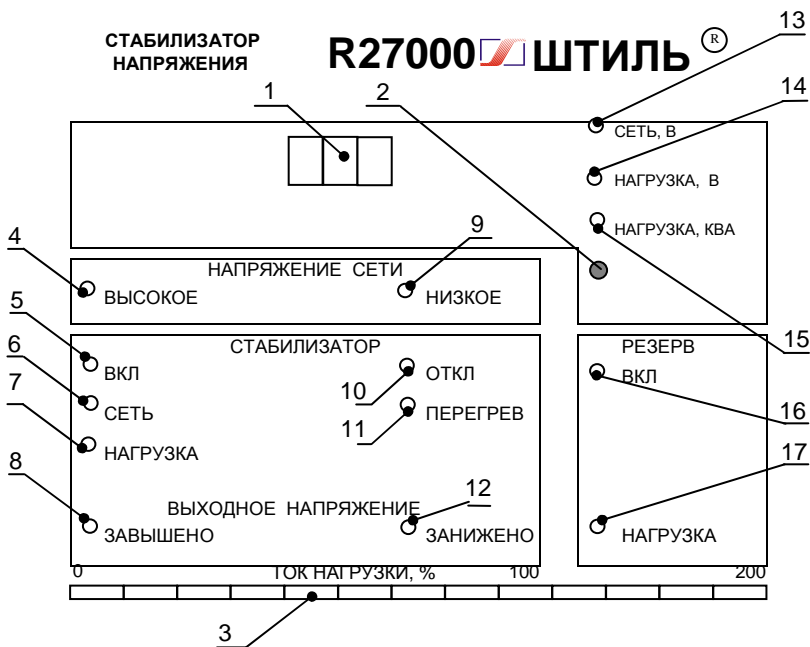 СТАБИЛИЗАТОР
НАПРЯЖЕНИЯ
R27000 ШТИЛЬ ®
13
14
1
2
СЕТЬ, В
НАГРУЗКА, В
НАГРУЗКА, КВА
4
9
НАПРЯЖЕНИЕ СЕТИ
ВЫСОКОЕ
НИЗКОЕ
5
6
7
8
СТАБИЛИЗАТОР
ВКЛ
СЕТЬ
НАГРУЗКА
10
ОТКЛ
11
ПЕРЕГРЕВ
ВЫХОДНОЕ НАПРЯЖЕНИЕ
12
ЗАВЫШЕНО
ЗАНИЖЕНО
15
РЕЗЕРВ
ВКЛ
16
17
НАГРУЗКА
0 ТОК НАГРУЗКИ, % 100 200
3